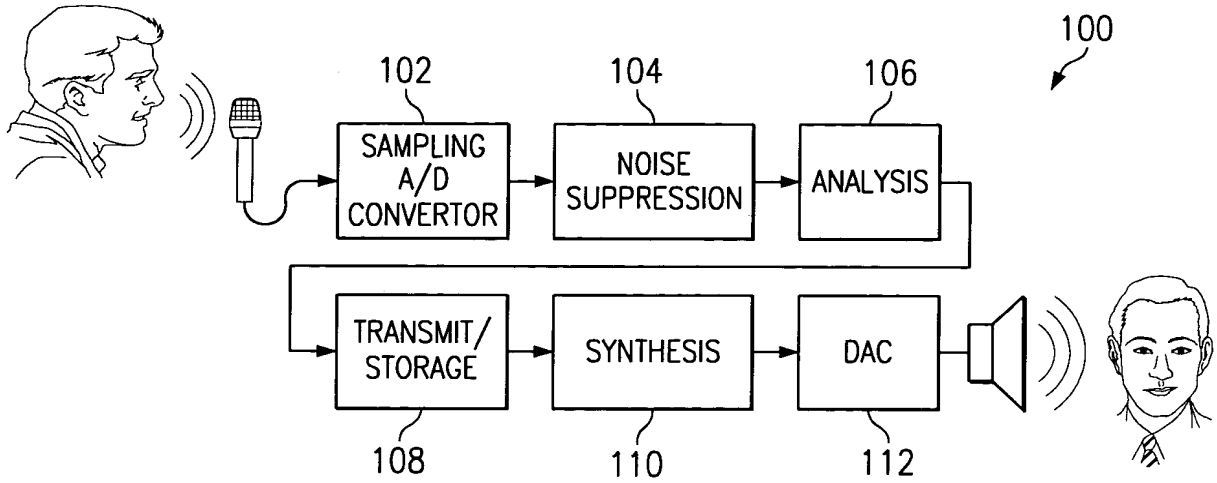 100
102
104
106
SAMPLING
A/D
CONVERTOR
NOISE
SUPPRESSION
ANALYSIS
TRANSMIT/
STORAGE
SYNTHESIS
DAC
108
110
112